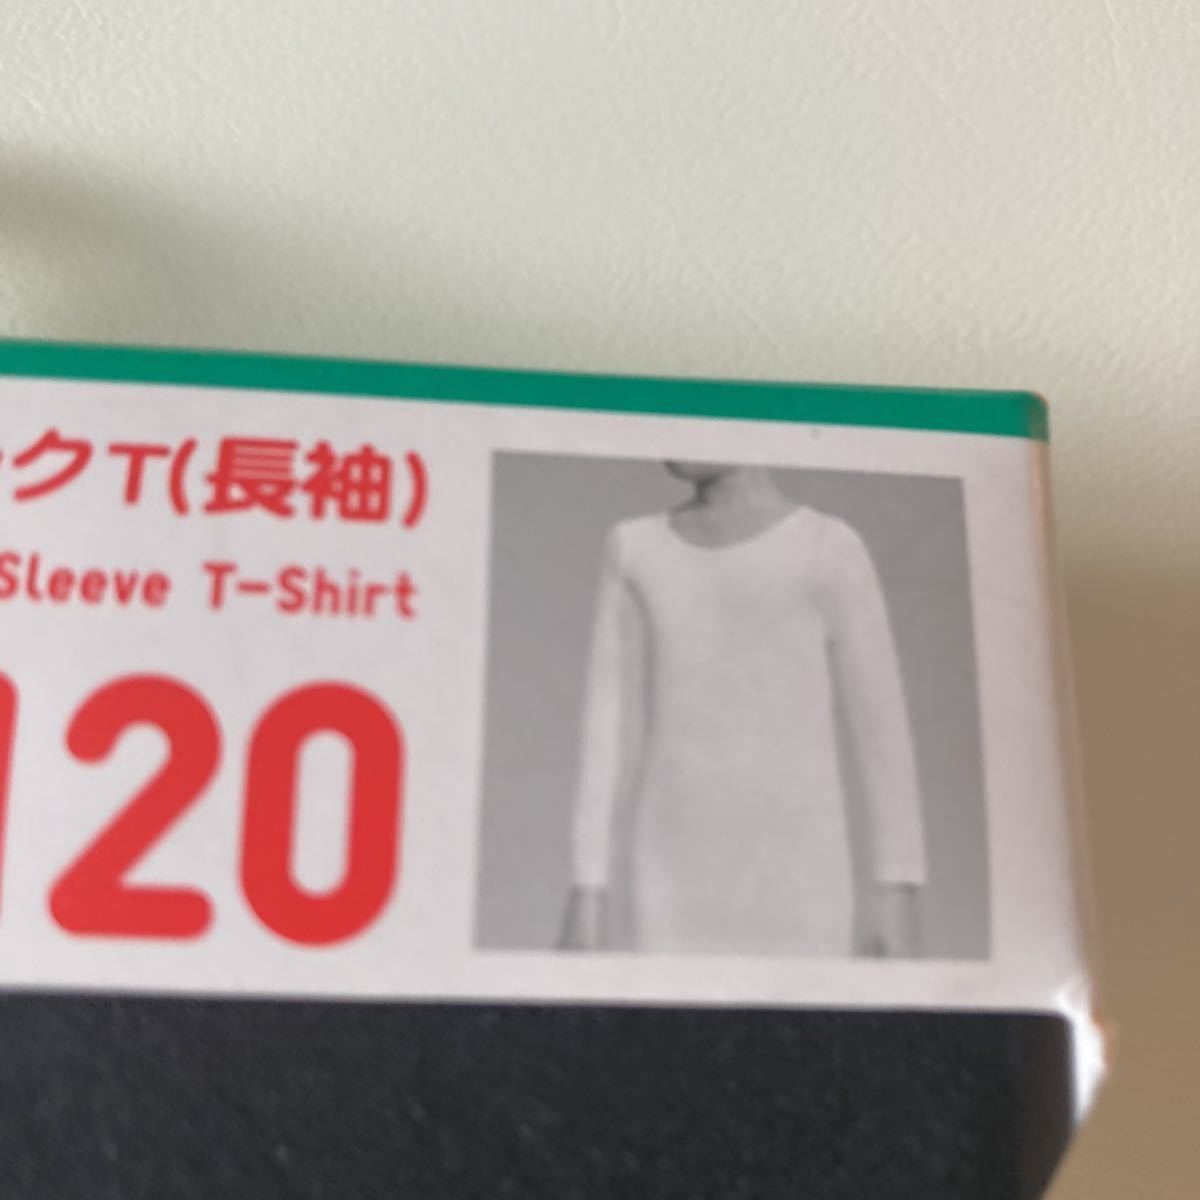 クT(長袖)
Sleeve T-Shirt
120